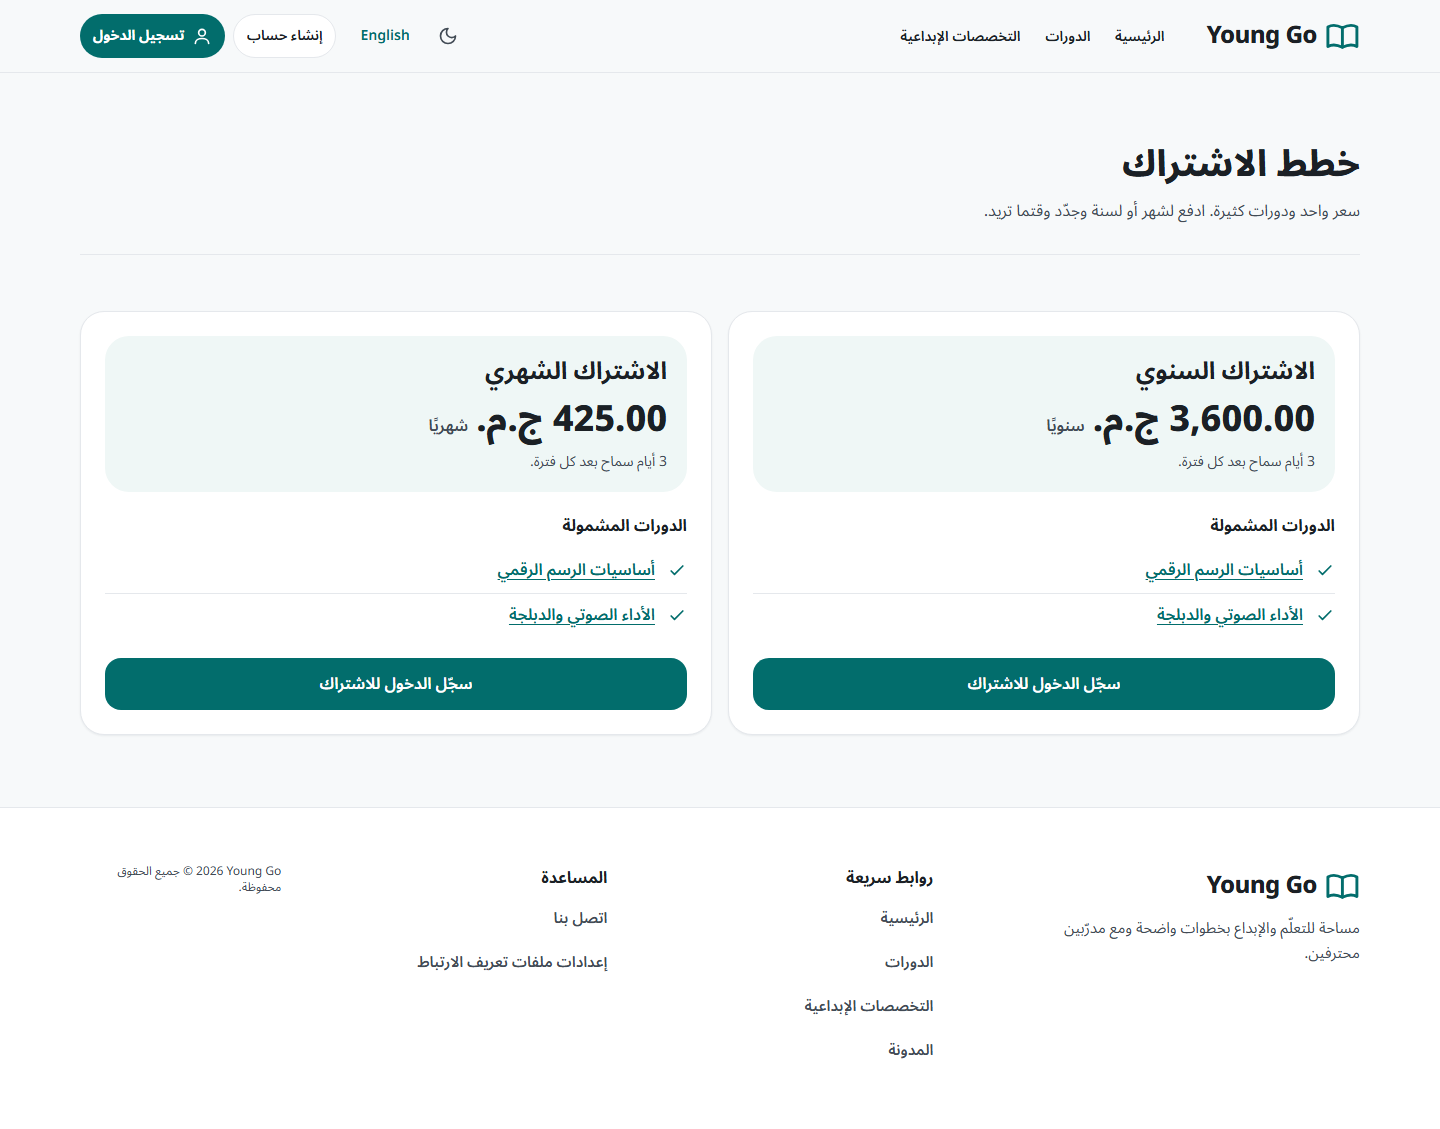 Young Go
الرئيسية
الدورات
التخصصات الإبداعية
English
إنشاء حساب
تسجيل الدخول
خطط الاشتراك
سعر واحد ودورات كثيرة. ادفع لشهر أو لسنة وجدّد وقتما تريد.
الاشتراك السنوي
3,600.00 ج.م. سنويًا
3 أيام سماح بعد كل فترة.
الدورات المشمولة
أساسيات الرسم الرقمي
الأداء الصوتي والدبلجة
سجّل الدخول للاشتراك
الاشتراك الشهري
425.00 ج.م. شهريًا
3 أيام سماح بعد كل فترة.
الدورات المشمولة
أساسيات الرسم الرقمي
الأداء الصوتي والدبلجة
سجّل الدخول للاشتراك
Young Go
مساحة للتعلّم والإبداع بخطوات واضحة ومع مدرّبين
محترفين.
روابط سريعة
الرئيسية
الدورات
التخصصات الإبداعية
المدونة
المساعدة
اتصل بنا
إعدادات ملفات تعريف الارتباط
Young Go 2026 © جميع الحقوق
محفوظة.